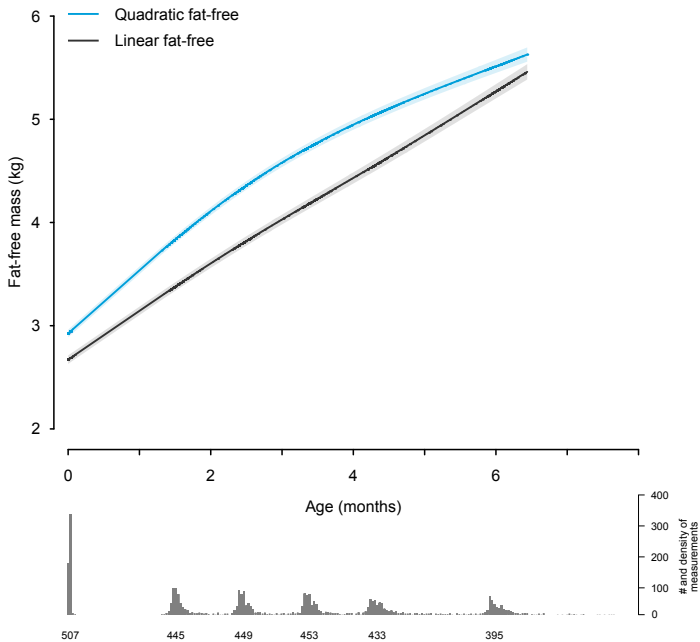 Quadratic fat-free
Linear fat-free
6
5
4
3
2
Fat-free mass (kg)
0 2 4 6
Age (months)
400
300
200
100
0
# and density of
measurements
507 445 449 453 433 395